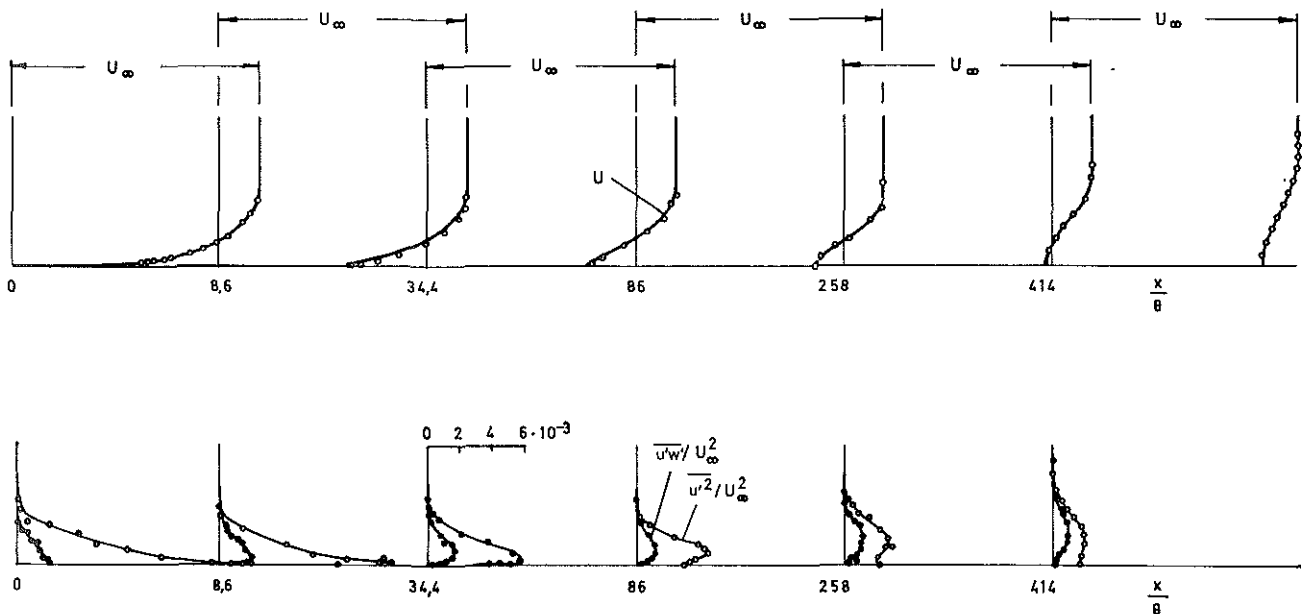 U∞ U∞ U∞
U∞ U∞ U∞
U
0 8,6 34,4 86 258 414 x/θ
0 2 4 6·10⁻³
u'w'/U∞²
u'²/U∞²
0 8,6 34,4 86 258 414 x/θ